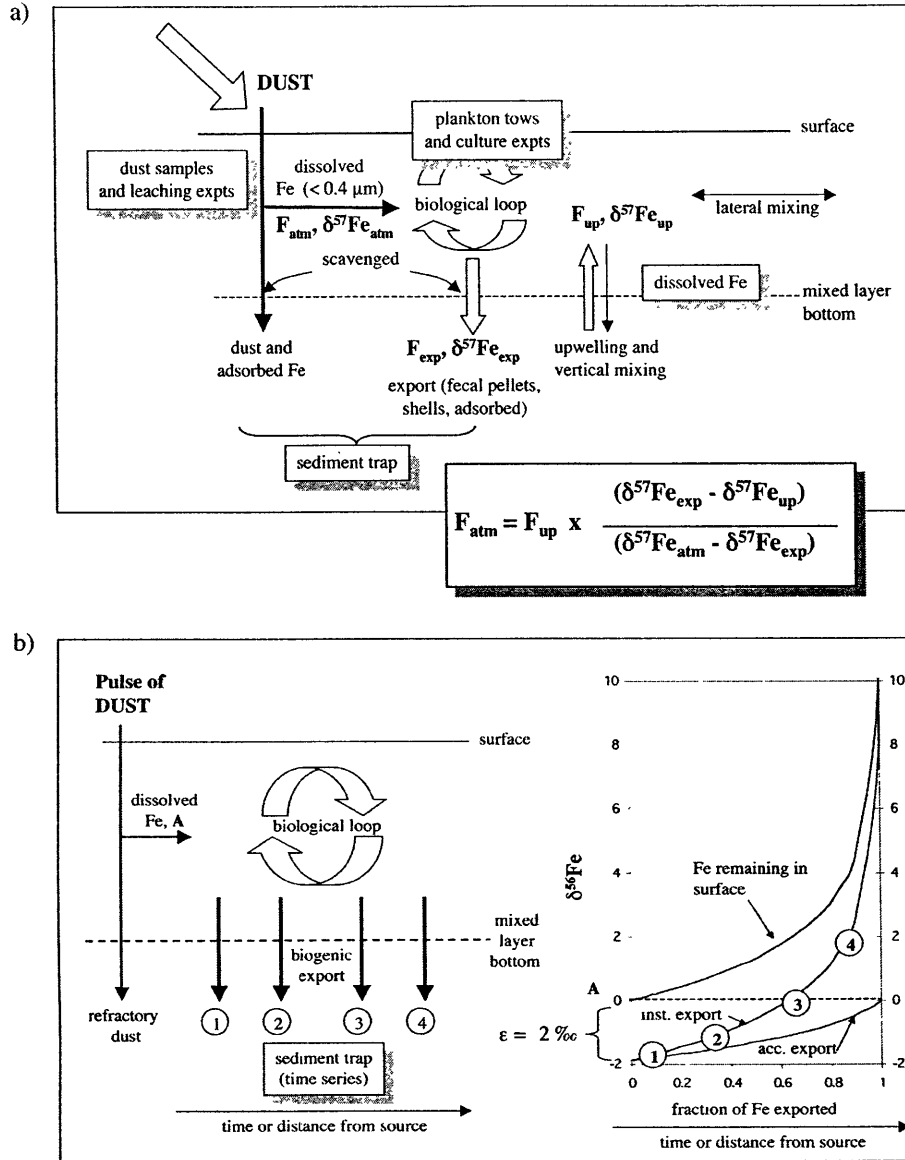 a)
DUST
plankton tows
and culture expts
surface
dust samples
and leaching expts
dissolved
Fe (< 0.4 μm)
biological loop
lateral mixing
F_atm, δ⁵⁷Fe_atm
F_up, δ⁵⁷Fe_up
scavenged
dissolved Fe
mixed layer
bottom
dust and
adsorbed Fe
F_exp, δ⁵⁷Fe_exp
export (fecal pellets,
shells, adsorbed)
upwelling and
vertical mixing
sediment trap
F_atm = F_up x (δ⁵⁷Fe_exp - δ⁵⁷Fe_up)
(δ⁵⁷Fe_atm - δ⁵⁷Fe_exp)
b)
Pulse of
DUST
surface
dissolved
Fe, A
biological loop
mixed
layer
bottom
biogenic
export
refractory
dust
1 2 3 4
sediment trap
(time series)
time or distance from source
10 10
8 8
6 6
4 4
2 2
0 0
-2 -2
δ⁵⁶Fe
Fe remaining in
surface
A
inst. export
acc. export
ε = 2 ‰
1 2 3 4
0 0.2 0.4 0.6 0.8 1
fraction of Fe exported
time or distance from source